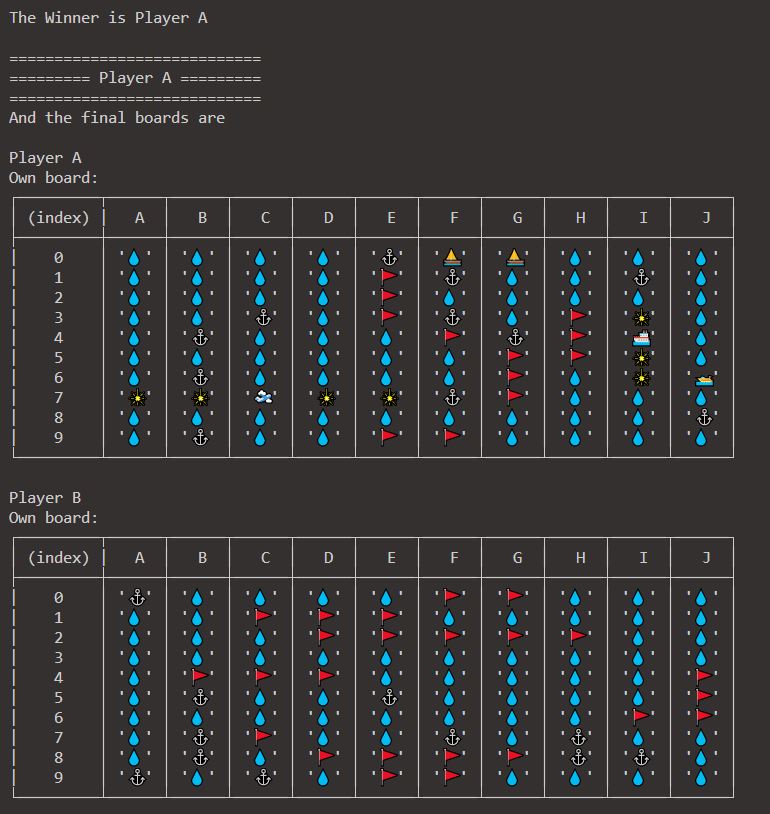 The Winner is Player A
===========================
========= Player A =========
===========================
And the final boards are
Player A
Own board:
(index) A B C D E F G H I J
0
1
2
3
4
5
6
7
8
9
Player B
Own board:
(index) A B C D E F G H I J
0
1
2
3
4
5
6
7
8
9